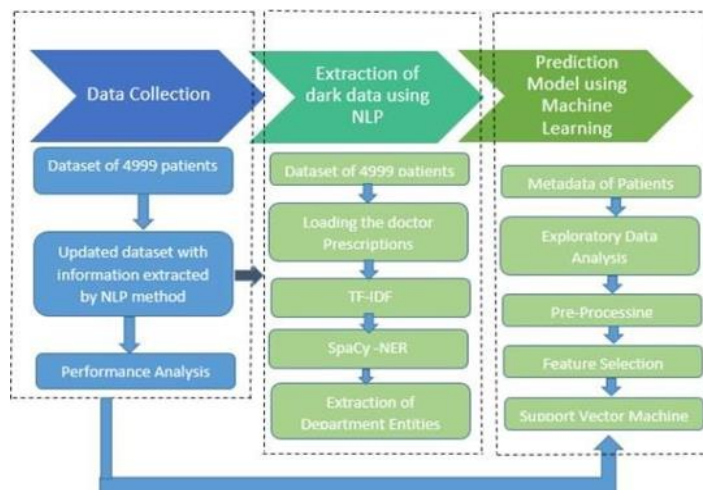 Data Collection
Extraction of
dark data using
NLP
Prediction
Model using
Machine
Learning
Dataset of 4999 patients
Updated dataset with
information extracted
by NLP method
Performance Analysis
Dataset of 4999 patients
Loading the doctor
Prescriptions
TF-IDF
SpaCy -NER
Extraction of
Department Entities
Metadata of Patients
Exploratory Data
Analysis
Pre-Processing
Feature Selection
Support Vector Machine